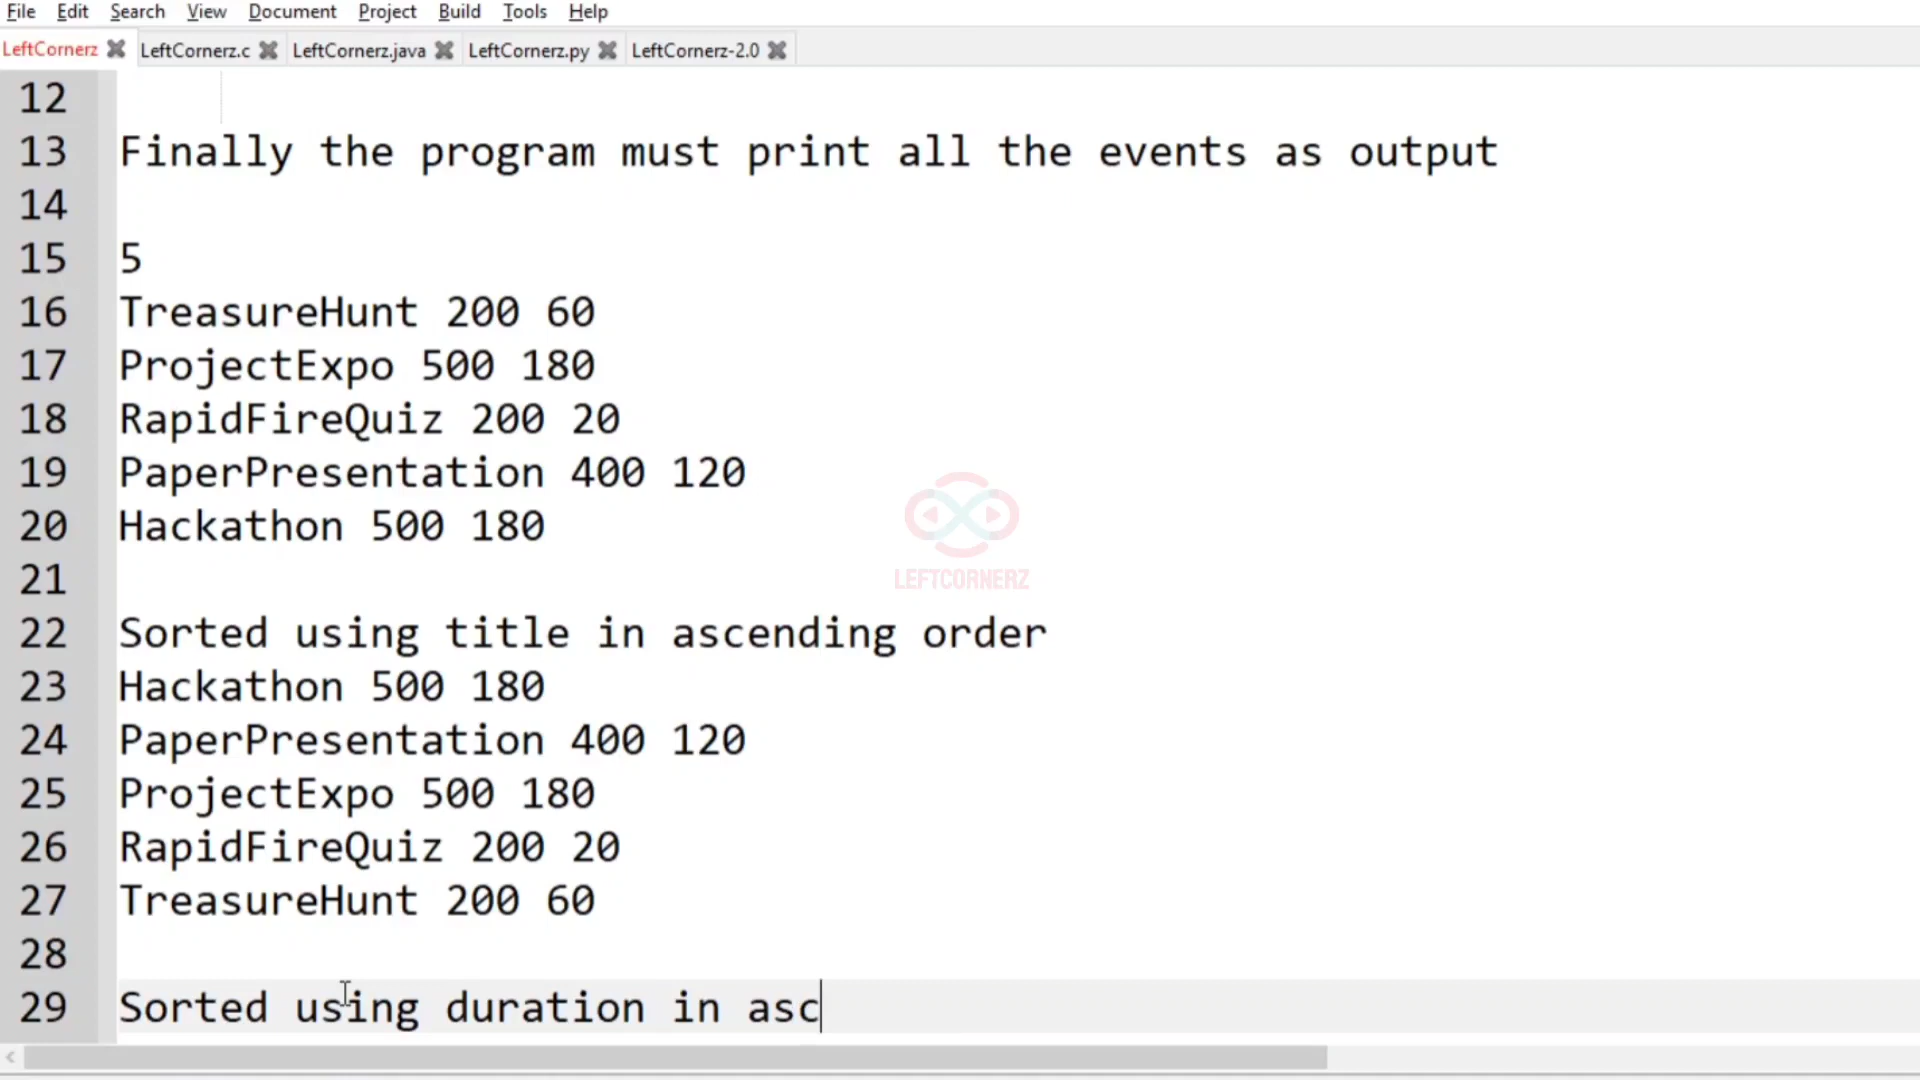 File Edit Search View Document Project Build Tools Help
LeftCornerz LeftCornerz.c LeftCornerz.java LeftCornerz.py LeftCornerz-2.0
12
13 Finally the program must print all the events as output
14
15 5
16 TreasureHunt 200 60
17 ProjectExpo 500 180
18 RapidFireQuiz 200 20
19 PaperPresentation 400 120
20 Hackathon 500 180
LEFTCORNERZ
21
22 Sorted using title in ascending order
23 Hackathon 500 180
24 PaperPresentation 400 120
25 ProjectExpo 500 180
26 RapidFireQuiz 200 20
27 TreasureHunt 200 60
28
29 Sorted using duration in asc